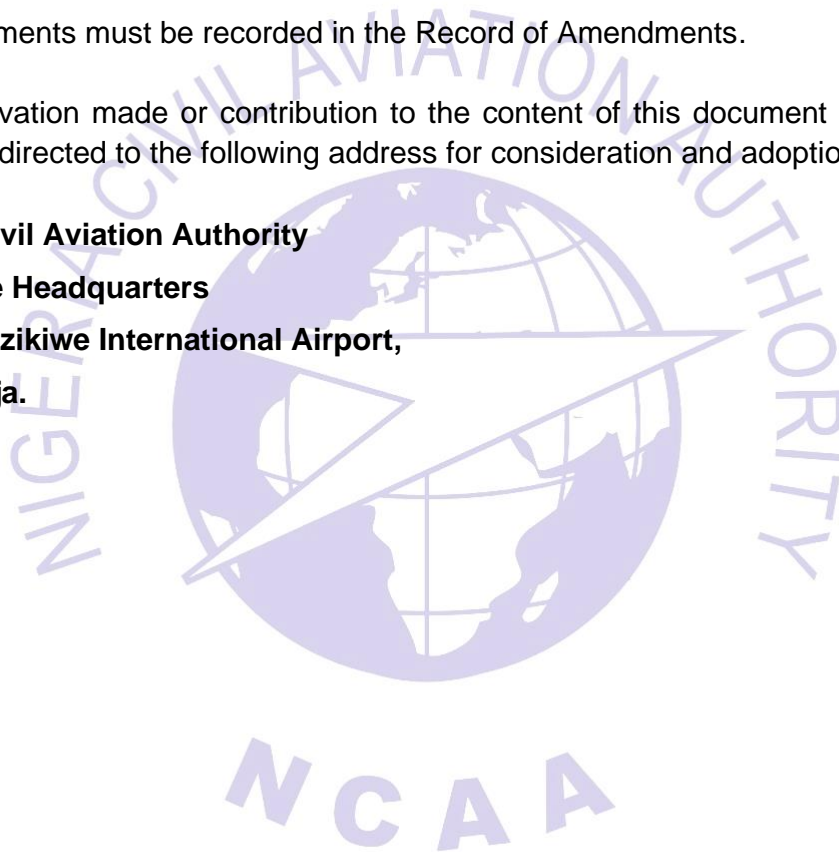 ments must be recorded in the Record of Amendments.
vation made or contribution to the content of this document
directed to the following address for consideration and adoptio
vil Aviation Authority
e Headquarters
zikiwe International Airport,
ja.
NIGERIA CIVIL AVIATION AUTHORITY
NCAA